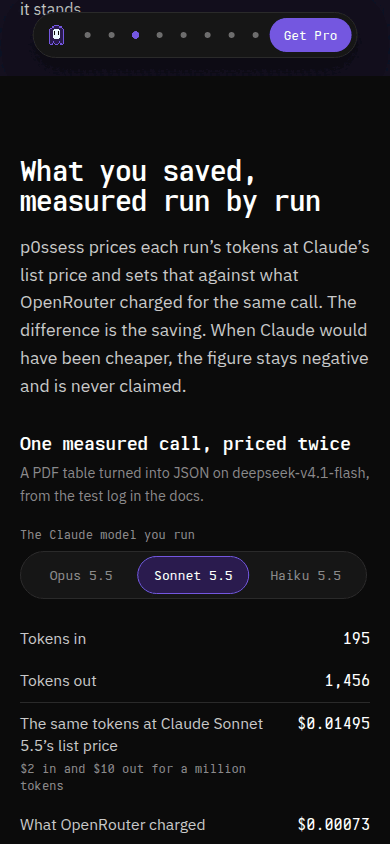 it stands
Get Pro
What you saved,
measured run by run
p0ssess prices each run’s tokens at Claude’s
list price and sets that against what
OpenRouter charged for the same call. The
difference is the saving. When Claude would
have been cheaper, the figure stays negative
and is never claimed.
One measured call, priced twice
A PDF table turned into JSON on deepseek-v4.1-flash,
from the test log in the docs.
The Claude model you run
Opus 5.5 Sonnet 5.5 Haiku 5.5
Tokens in 195
Tokens out 1,456
The same tokens at Claude Sonnet $0.01495
5.5’s list price
$2 in and $10 out for a million
tokens
What OpenRouter charged $0.00073